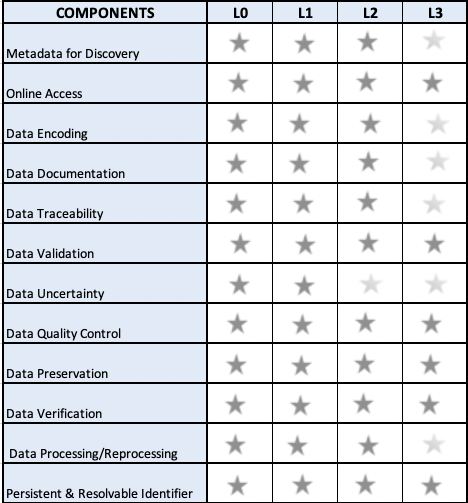 COMPONENTS L0 L1 L2 L3
Metadata for Discovery
Online Access
Data Encoding
Data Documentation
Data Traceability
Data Validation
Data Uncertainty
Data Quality Control
Data Preservation
Data Verification
Data Processing/Reprocessing
Persistent & Resolvable Identifier